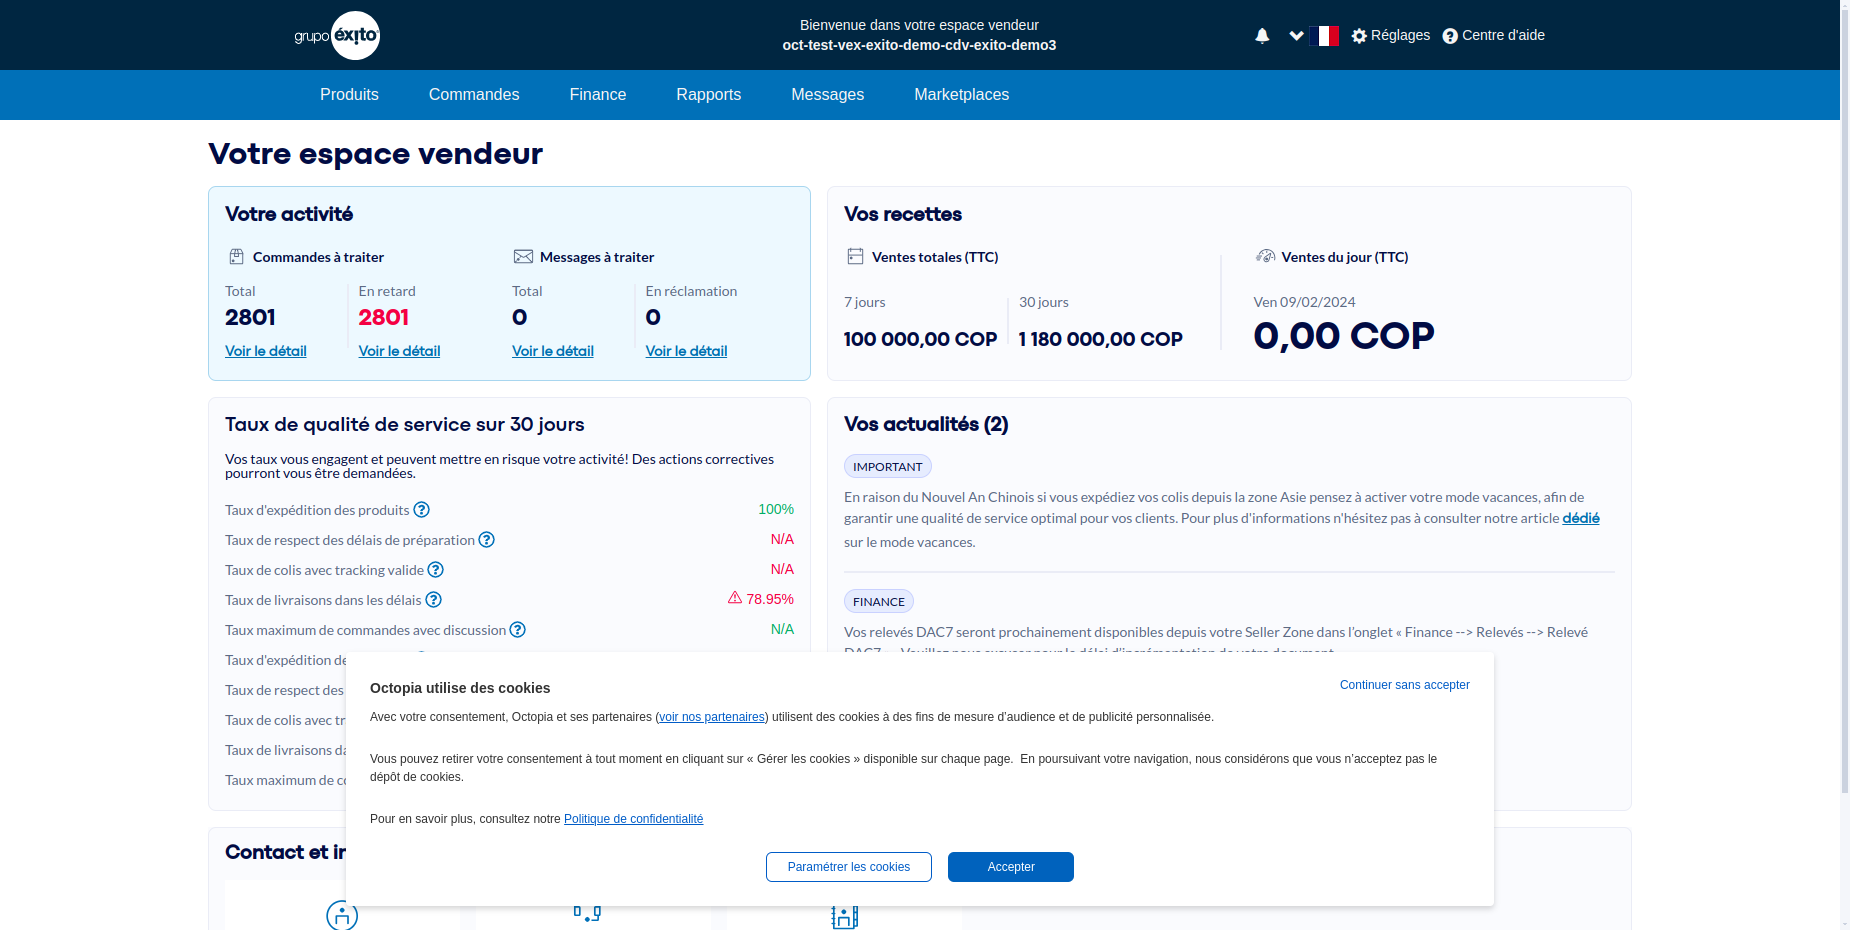 grupo éxito
Bienvenue dans votre espace vendeur
oct-test-vex-exito-demo-cdv-exito-demo3
Réglages
Centre d'aide
Produits
Commandes
Finance
Rapports
Messages
Marketplaces
Votre espace vendeur
Votre activité
Commandes à traiter
Messages à traiter
Total
En retard
Total
En réclamation
2801
2801
0
0
Voir le détail
Voir le détail
Voir le détail
Voir le détail
Vos recettes
Ventes totales (TTC)
Ventes du jour (TTC)
7 jours
30 jours
Ven 09/02/2024
100 000,00 COP
1 180 000,00 COP
0,00 COP
Taux de qualité de service sur 30 jours
Vos taux vous engagent et peuvent mettre en risque votre activité! Des actions correctives
pourront vous être demandées.
Taux d'expédition des produits ? 100%
Taux de respect des délais de préparation ? N/A
Taux de colis avec tracking valide ? N/A
Taux de livraisons dans les délais ? 78.95%
Taux maximum de commandes avec discussion ? N/A
Taux d'expédition de
Taux de respect des
Taux de colis avec tr
Taux de livraisons da
Taux maximum de co
Vos actualités (2)
IMPORTANT
En raison du Nouvel An Chinois si vous expédiez vos colis depuis la zone Asie pensez à activer votre mode vacances, afin de
garantir une qualité de service optimal pour vos clients. Pour plus d'informations n'hésitez pas à consulter notre article dédié
sur le mode vacances.
FINANCE
Vos relevés DAC7 seront prochainement disponibles depuis votre Seller Zone dans l'onglet « Finance --> Relevés --> Relevé
Octopia utilise des cookies
Continuer sans accepter
Avec votre consentement, Octopia et ses partenaires (voir nos partenaires) utilisent des cookies à des fins de mesure d’audience et de publicité personnalisée.
Vous pouvez retirer votre consentement à tout moment en cliquant sur « Gérer les cookies » disponible sur chaque page.  En poursuivant votre navigation, nous considérons que vous n’acceptez pas le
dépôt de cookies.
Pour en savoir plus, consultez notre Politique de confidentialité
Paramétrer les cookies
Accepter
Contact et in